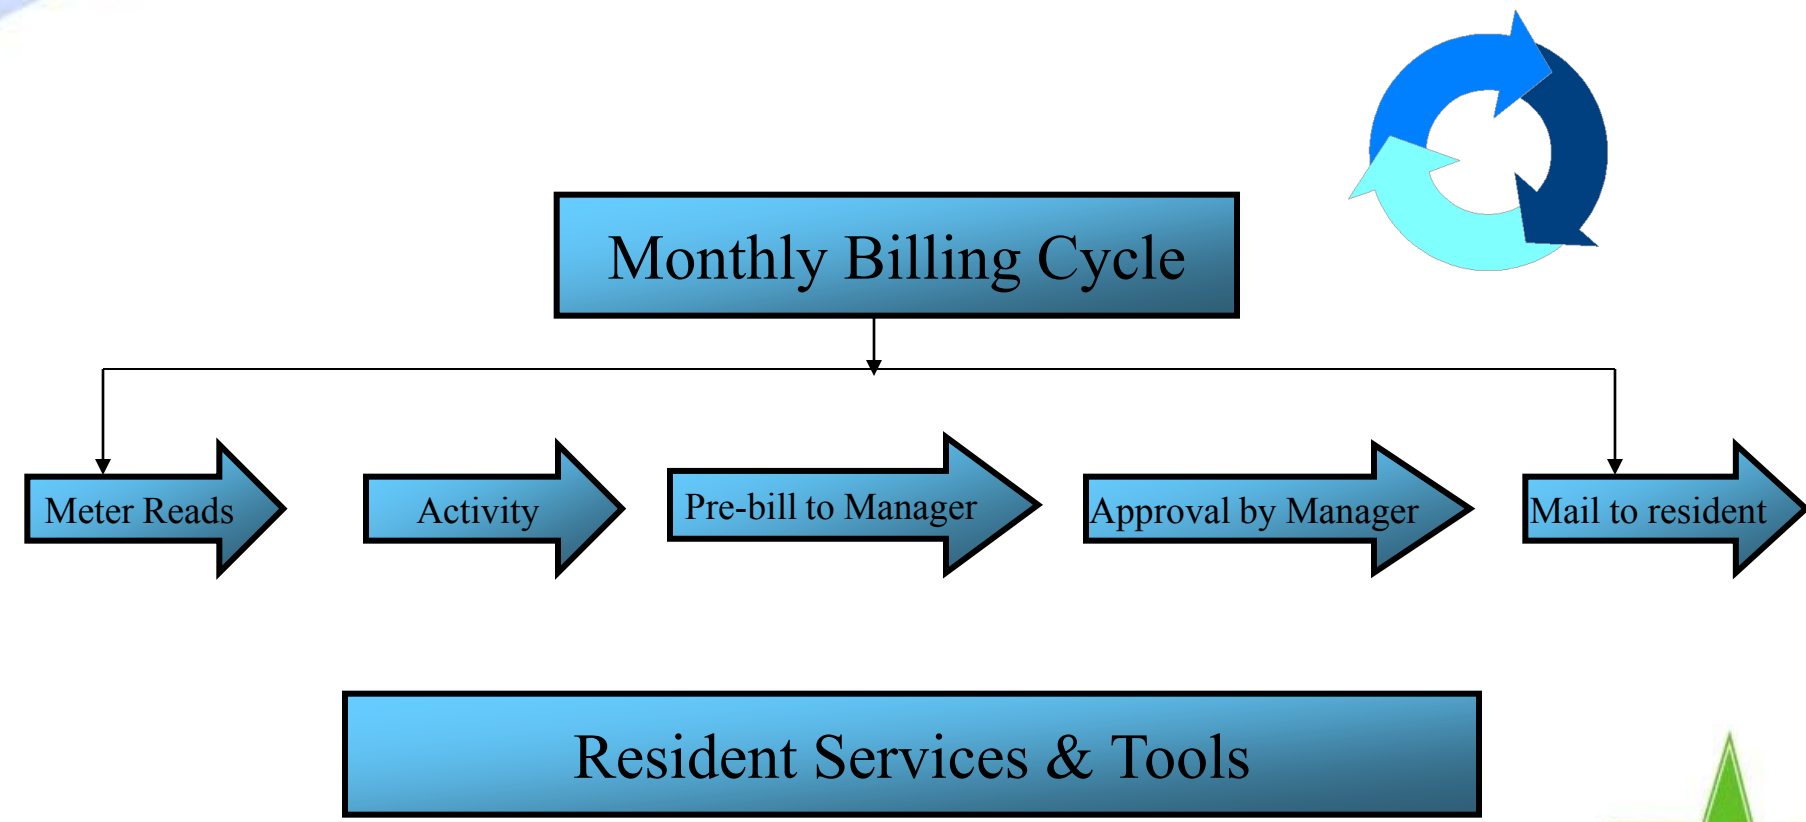 Monthly Billing Cycle
Meter Reads
Activity
Pre-bill to Manager
Approval by Manager
Mail to resident
Resident Services & Tools